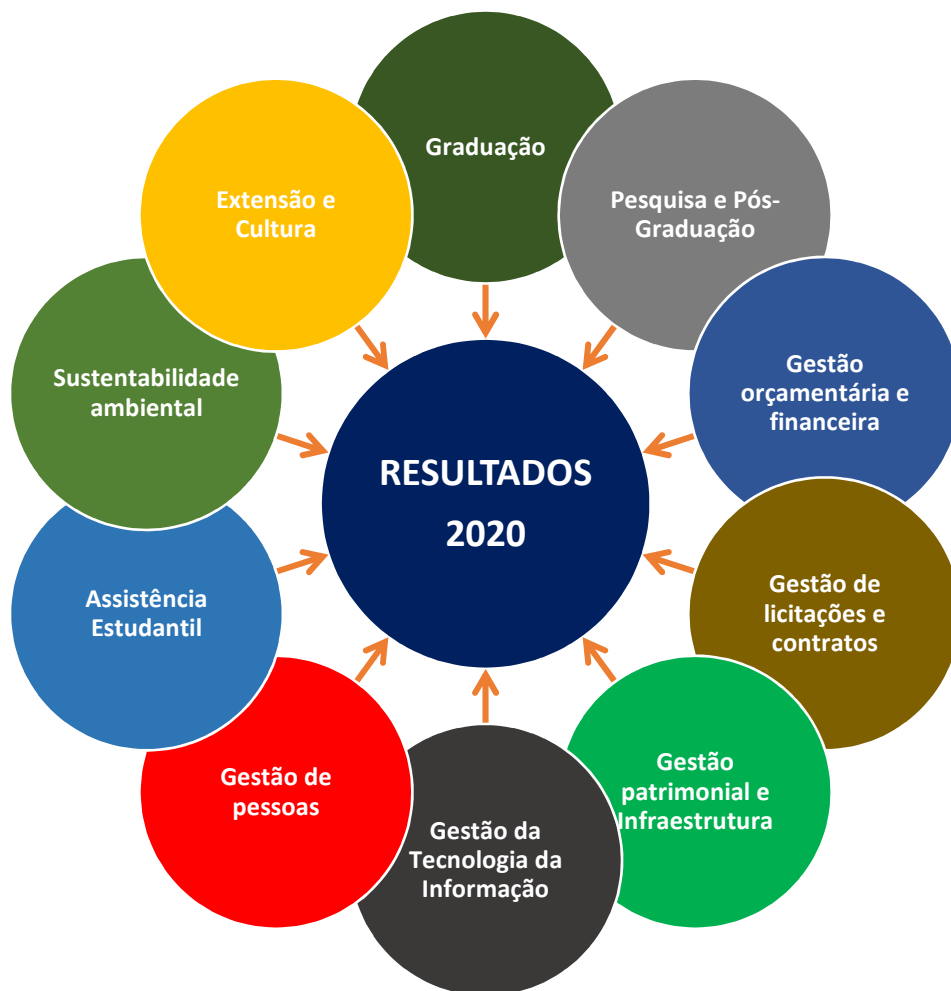 Graduação
Pesquisa e Pós-
Graduação
Gestão
orçamentária e
financeira
Gestão de
licitações e
contratos
Gestão
patrimonial e
Infraestrutura
Gestão da
Tecnologia da
Informação
Gestão de
pessoas
Assistência
Estudantil
Sustentabilidade
ambiental
Extensão e
Cultura
RESULTADOS
2020